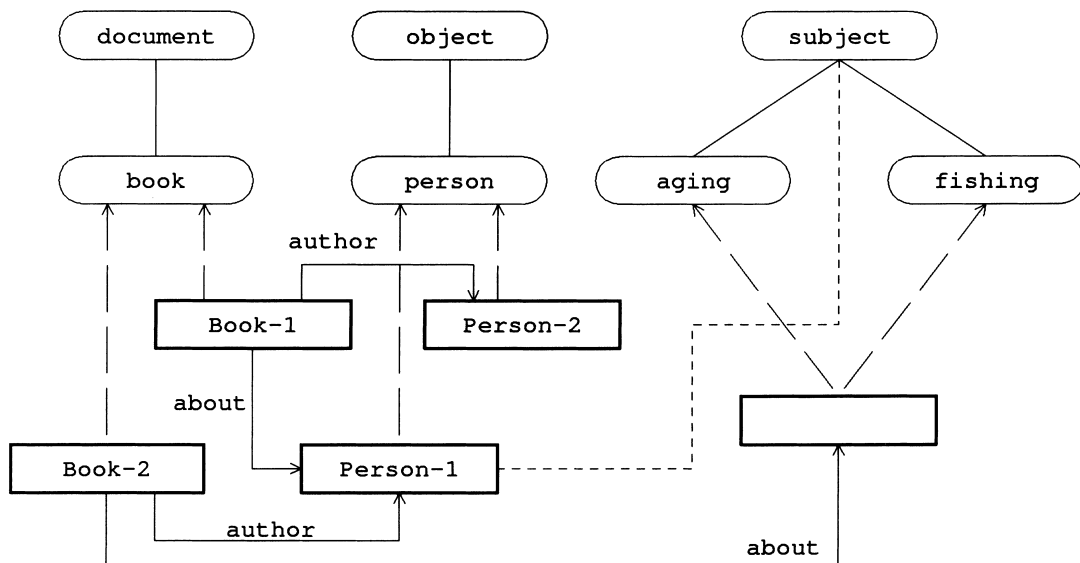 document
object
subject
book
person
aging
fishing
author
Book-1
Person-2
about
Book-2
Person-1
author
about